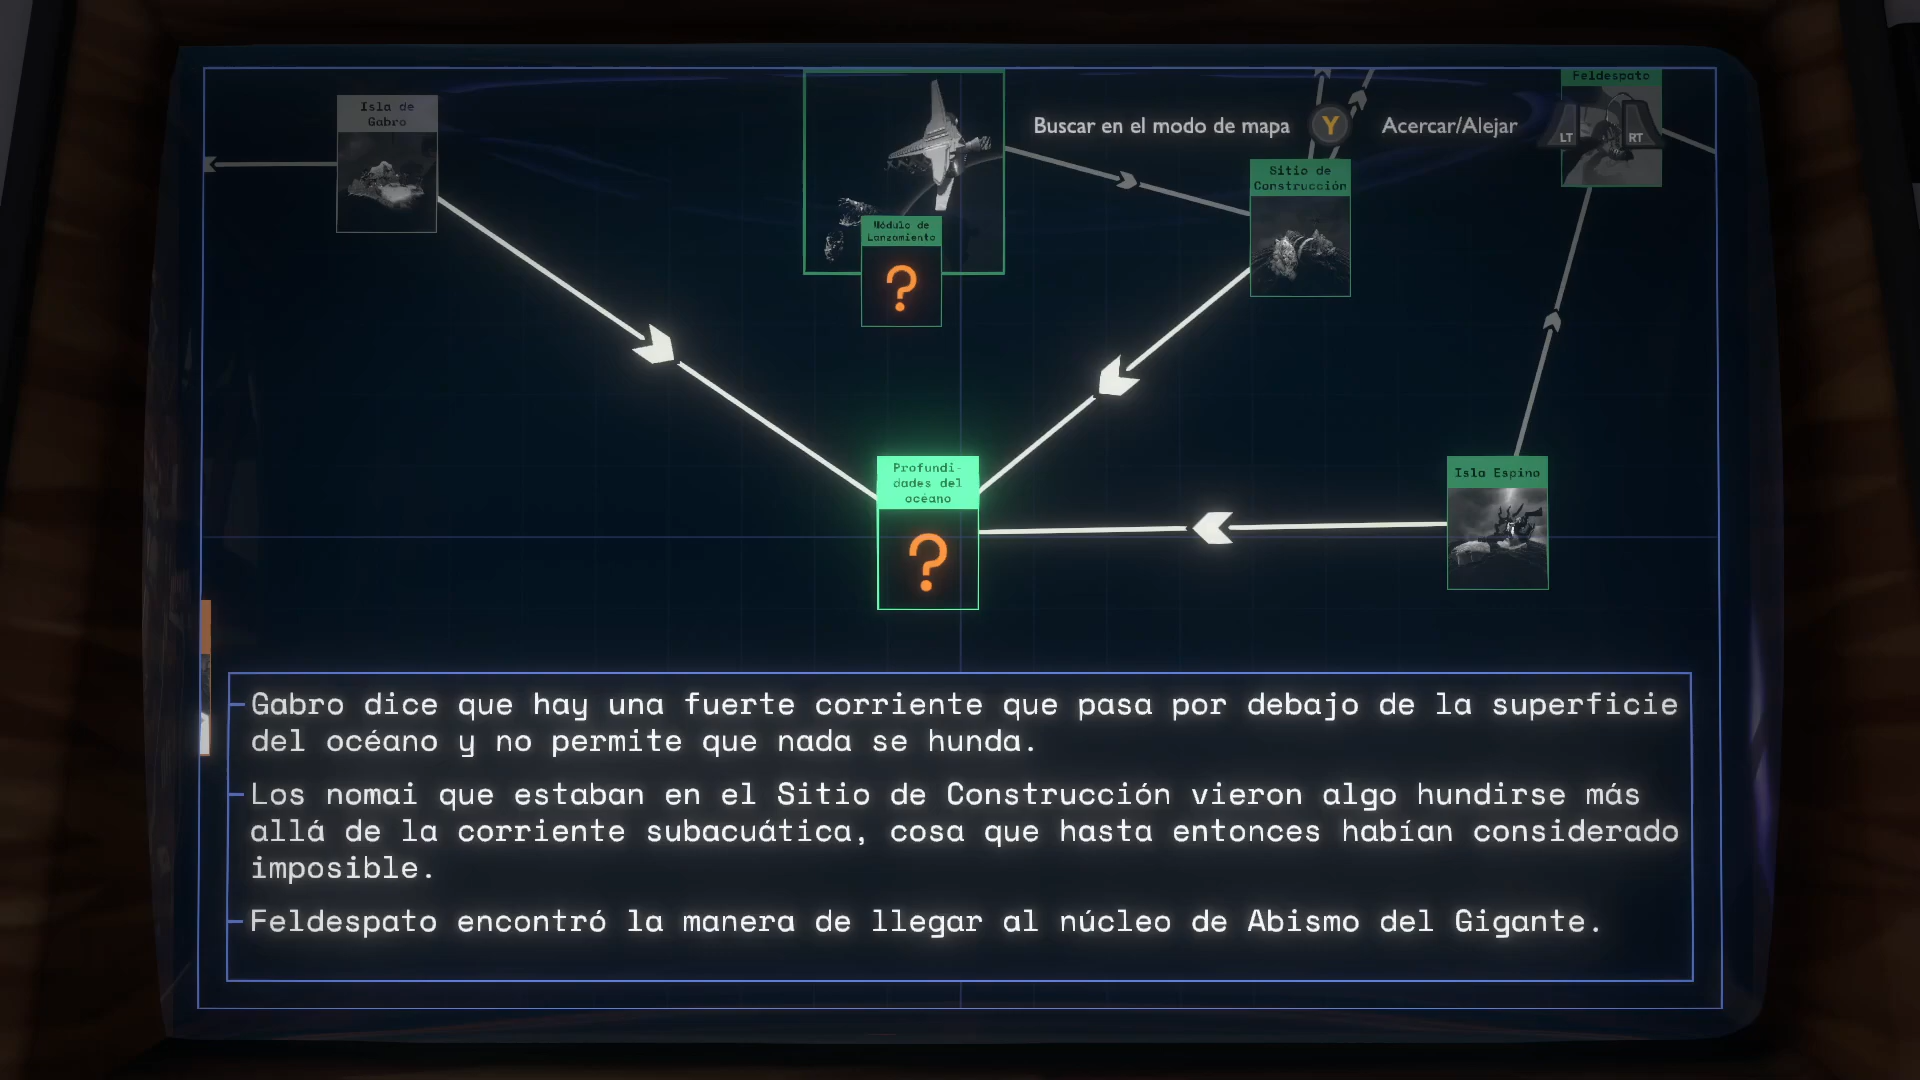 Feldespato
Isla de
Gabro
Buscar en el modo de mapa
Y
Acercar/Alejar
LT
RT
Sitio de
Construcción
Módulo de
Lanzamiento
?
Profundi-
dades del
océano
?
Isla Espina
Gabro dice que hay una fuerte corriente que pasa por debajo de la superficie
del océano y no permite que nada se hunda.
Los nomai que estaban en el Sitio de Construcción vieron algo hundirse más
allá de la corriente subacuática, cosa que hasta entonces habían considerado
imposible.
Feldespato encontró la manera de llegar al núcleo de Abismo del Gigante.